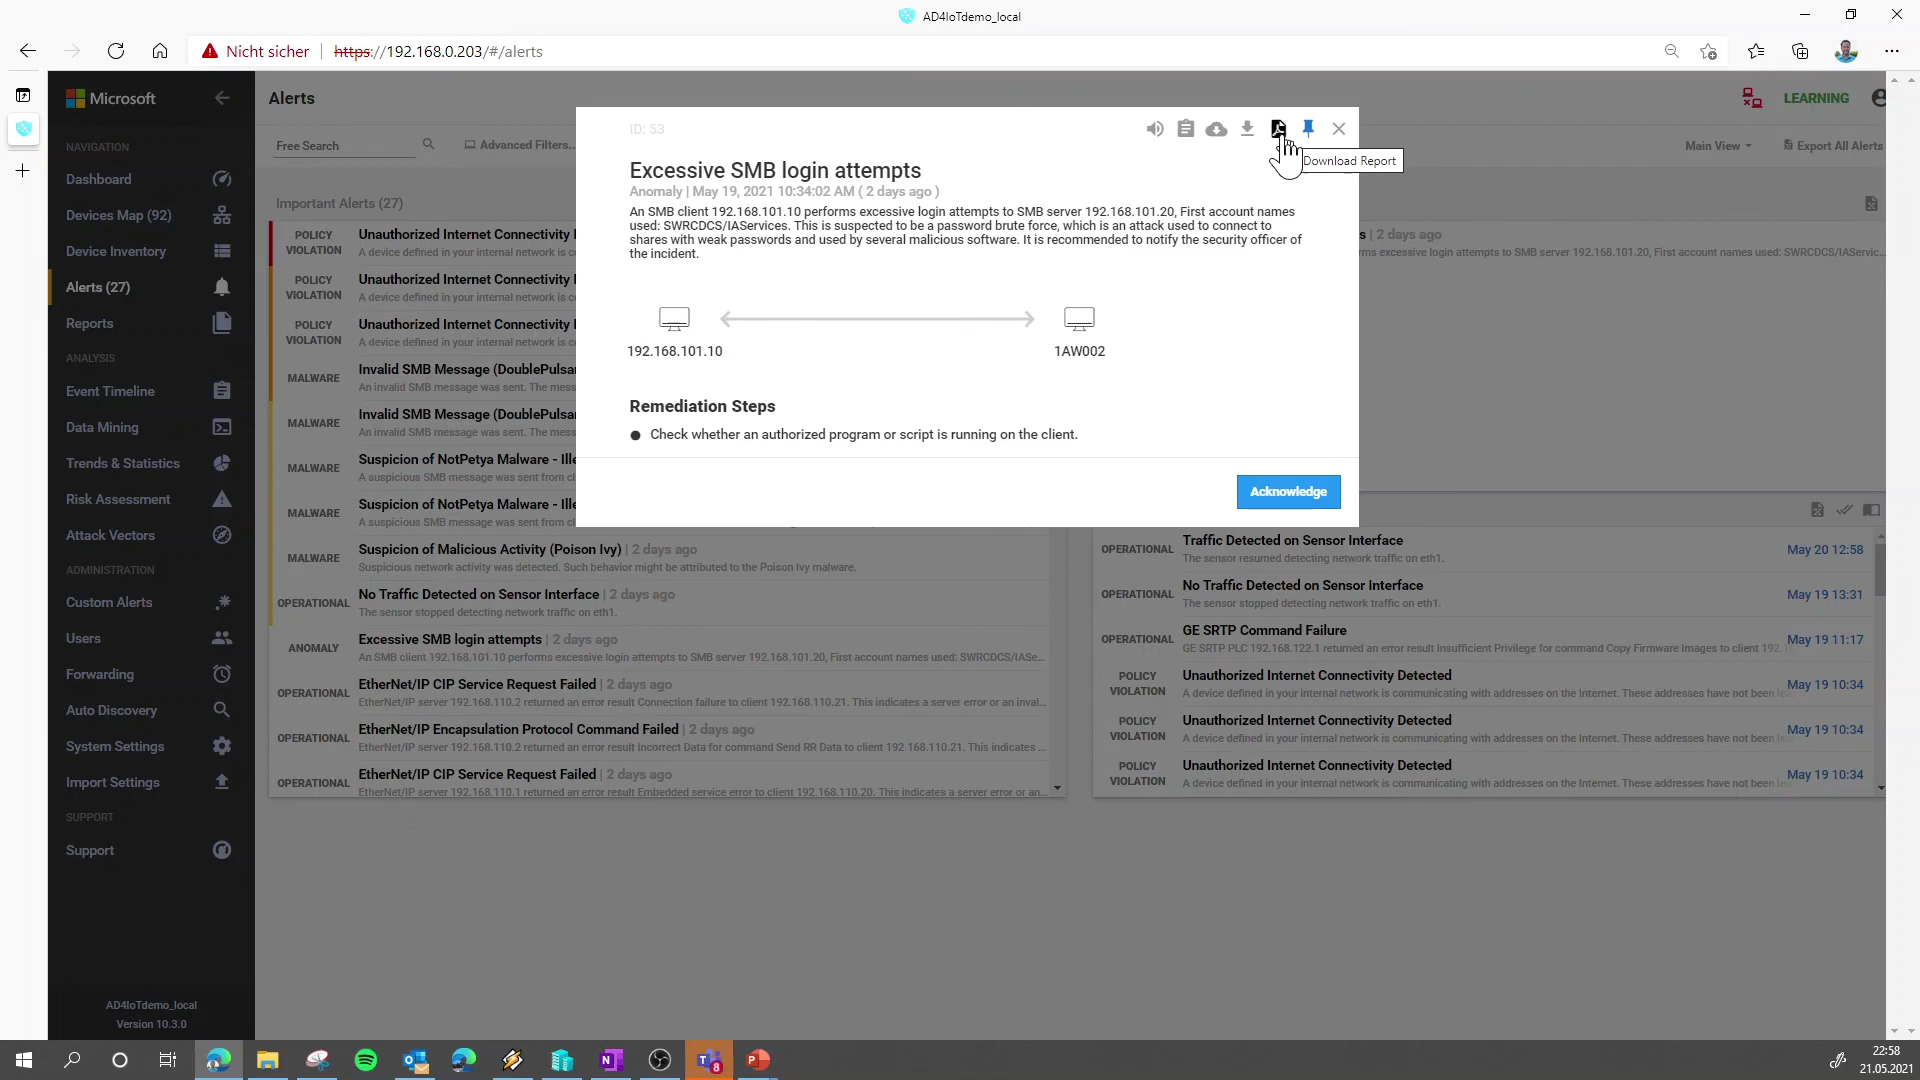 AD4IoTdemo_local
Nicht sicher
https://192.168.0.203/#/alerts
Microsoft
NAVIGATION
Dashboard
Devices Map (92)
Device Inventory
Alerts (27)
Reports
ANALYSIS
Event Timeline
Data Mining
Trends & Statistics
Risk Assessment
Attack Vectors
ADMINISTRATION
Custom Alerts
Users
Forwarding
Auto Discovery
System Settings
Import Settings
SUPPORT
Support
AD4IoTdemo_local
Version 10.3.0
Alerts
LEARNING
Free Search
Advanced Filters...
Main View
Export All Alerts
Important Alerts (27)
POLICY VIOLATION
Unauthorized Internet Connectivity
A device defined in your internal network is c
POLICY VIOLATION
Unauthorized Internet Connectivity
A device defined in your internal network is c
POLICY VIOLATION
Unauthorized Internet Connectivity
A device defined in your internal network is c
MALWARE
Invalid SMB Message (DoublePulsa
An invalid SMB message was sent. The mess
MALWARE
Invalid SMB Message (DoublePulsa
An invalid SMB message was sent. The mess
MALWARE
Suspicion of NotPetya Malware - Ille
A suspicious SMB message was sent from cl
MALWARE
Suspicion of NotPetya Malware - Ille
MALWARE
Suspicion of Malicious Activity (Poison Ivy) | 2 days ago
Suspicious network activity was detected. Such behavior might be attributed to the Poison Ivy malware.
OPERATIONAL
No Traffic Detected on Sensor Interface | 2 days ago
The sensor stopped detecting network traffic on eth1.
ANOMALY
Excessive SMB login attempts | 2 days ago
An SMB client 192.168.101.10 performs excessive login attempts to SMB server 192.168.101.20, First account names used: SWRCDCS/IASe...
OPERATIONAL
EtherNet/IP CIP Service Request Failed | 2 days ago
EtherNet/IP server 192.168.110.2 returned an error result Connection failure to client 192.168.110.21. This indicates a server error or an inval...
OPERATIONAL
EtherNet/IP Encapsulation Protocol Command Failed | 2 days ago
EtherNet/IP server 192.168.110.2 returned an error result Incorrect Data for command Send RR Data to client 192.168.110.21. This indicates ...
OPERATIONAL
EtherNet/IP CIP Service Request Failed | 2 days ago
EtherNet/IP server 192.168.110.1 returned an error result Embedded service error to client 192.168.110.20. This indicates a server error or an...
ID: 53
Download Report
Excessive SMB login attempts
Anomaly | May 19, 2021 10:34:02 AM ( 2 days ago )
An SMB client 192.168.101.10 performs excessive login attempts to SMB server 192.168.101.20, First account names
used: SWRCDCS/IAServices. This is suspected to be a password brute force, which is an attack used to connect to
shares with weak passwords and used by several malicious software. It is recommended to notify the security officer of
the incident.
192.168.101.10
1AW002
Remediation Steps
Check whether an authorized program or script is running on the client.
Acknowledge
s | 2 days ago
ms excessive login attempts to SMB server 192.168.101.20, First account names used: SWRCDCS/IAServic...
OPERATIONAL
Traffic Detected on Sensor Interface
The sensor resumed detecting network traffic on eth1.
May 20 12:58
OPERATIONAL
No Traffic Detected on Sensor Interface
The sensor stopped detecting network traffic on eth1.
May 19 13:31
OPERATIONAL
GE SRTP Command Failure
GE SRTP PLC 192.168.122.1 returned an error result Insufficient Privilege for command Copy Firmware Images to client 192.
May 19 11:17
POLICY VIOLATION
Unauthorized Internet Connectivity Detected
A device defined in your internal network is communicating with addresses on the Internet. These addresses have not been lea
May 19 10:34
POLICY VIOLATION
Unauthorized Internet Connectivity Detected
A device defined in your internal network is communicating with addresses on the Internet. These addresses have not been lea
May 19 10:34
POLICY VIOLATION
Unauthorized Internet Connectivity Detected
A device defined in your internal network is communicating with addresses on the Internet. These addresses have not been lea
May 19 10:34
8
22:58
21.05.2021